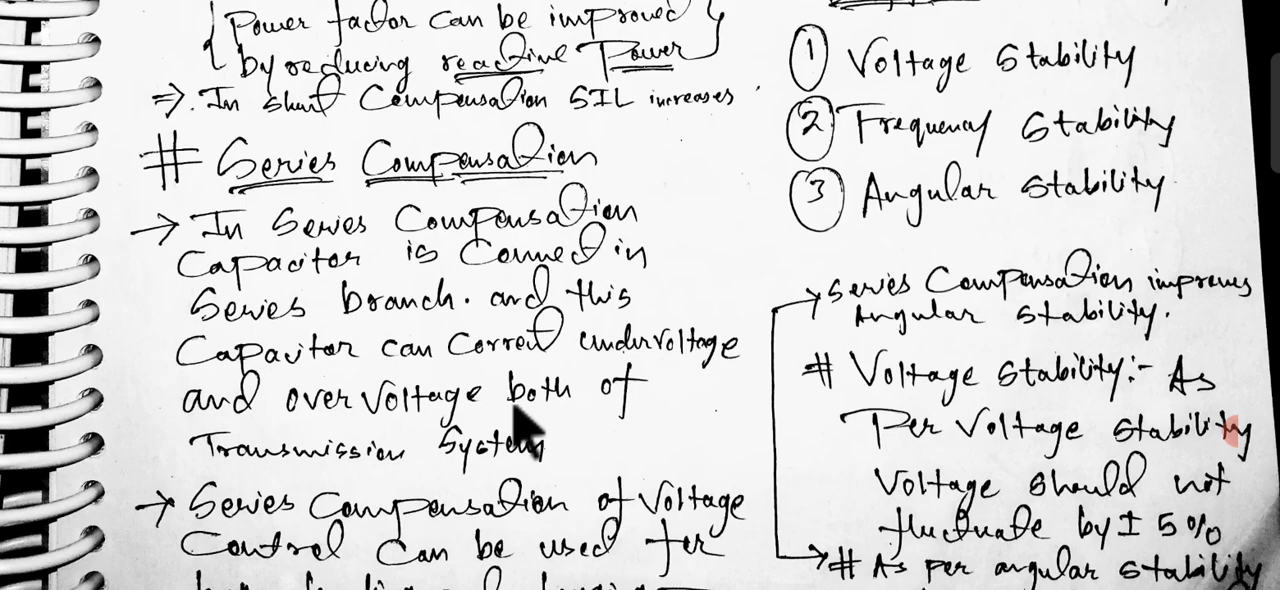 Power factor can be improved
by reducing reactive Power
⇒. In shunt Compensation SIL increases
# Series Compensation
→ In Series Compensation
Capacitor is Conned in
Series branch. and this
Capacitor can Correct undervoltage
and over Voltage both of
Transmission System
→ Series Compensation of Voltage
Control Can be used for
① Voltage Stability
② Frequency Stability
③ Angular Stability
→ Series Compensation improves
Angular Stability.
# Voltage Stability:- As
Per Voltage Stability
Voltage Should not
fluctuate by ± 5%
→ # As per angular stability